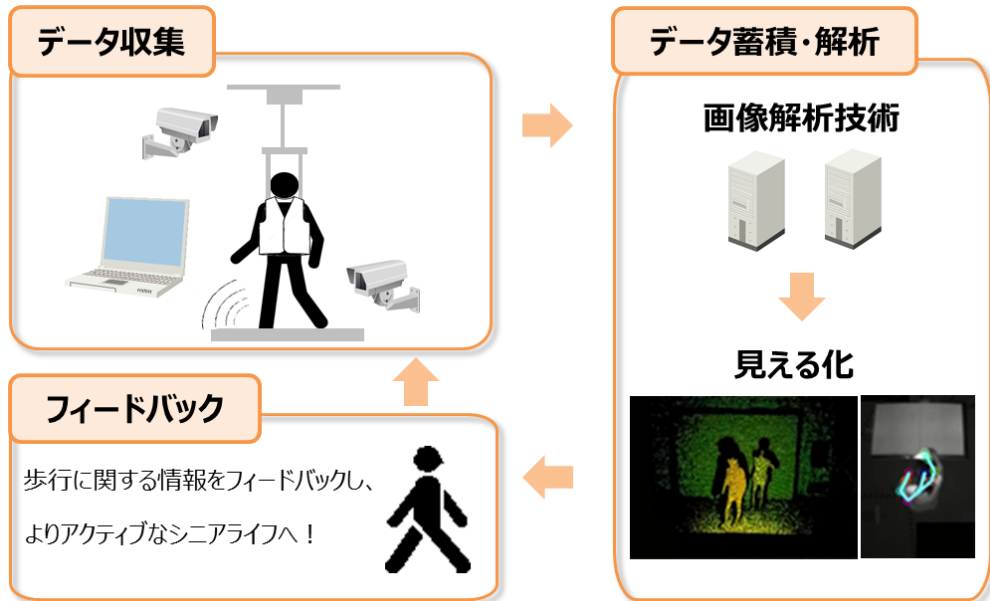 データ収集
データ蓄積・解析
画像解析技術
見える化
フィードバック
歩行に関する情報をフィードバックし、
よりアクティブなシニアライフへ！